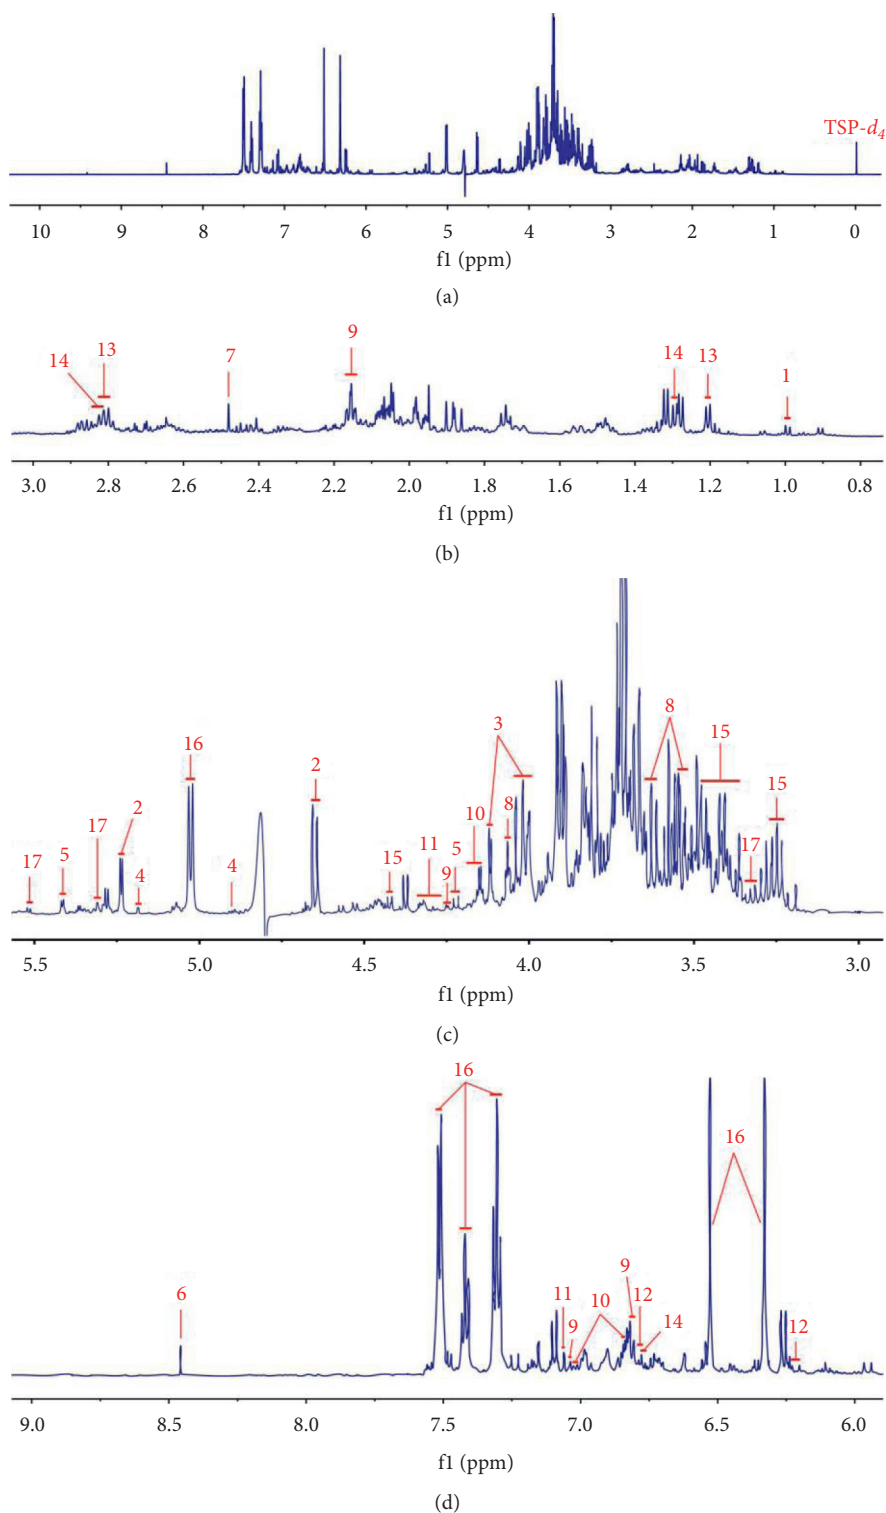 TSP-d4
10 9 8 7 6 5 4 3 2 1 0
f1 (ppm)
(a)
14 13 7 9 14 13 1
3.0 2.8 2.6 2.4 2.2 2.0 1.8 1.6 1.4 1.2 1.0 0.8
f1 (ppm)
(b)
17 5 17 2 4 16 4 2 15 11 9 5 10 8 3 8 15 17 15
5.5 5.0 4.5 4.0 3.5 3.0
f1 (ppm)
(c)
6 16 11 9 10 9 12 14 16 12
9.0 8.5 8.0 7.5 7.0 6.5 6.0
f1 (ppm)
(d)